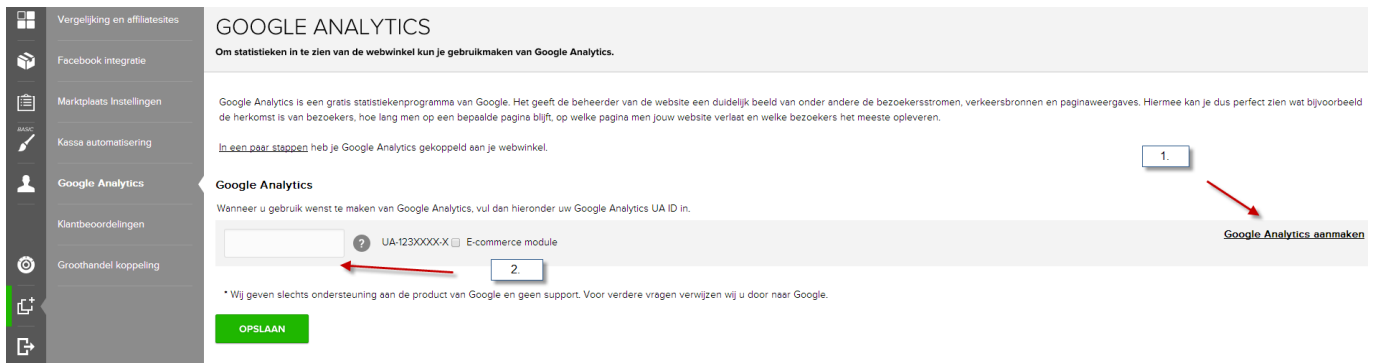 Vergelijking en affiliatesites
Facebook integratie
Marktplaats Instellingen
BASIC
Kassa automatisering
Google Analytics
Klantbeoordelingen
Groothandel koppeling
GOOGLE ANALYTICS
Om statistieken in te zien van de webwinkel kun je gebruikmaken van Google Analytics.
Google Analytics is een gratis statistiekenprogramma van Google. Het geeft de beheerder van de website een duidelijk beeld van onder andere de bezoekersstromen, verkeersbronnen en paginaweergaves. Hiermee kan je dus perfect zien wat bijvoorbeeld
de herkomst is van bezoekers, hoe lang men op een bepaalde pagina blijft, op welke pagina men jouw website verlaat en welke bezoekers het meeste opleveren.
In een paar stappen heb je Google Analytics gekoppeld aan je webwinkel.
1.
Google Analytics
Wanneer u gebruik wenst te maken van Google Analytics, vul dan hieronder uw Google Analytics UA ID in.
? UA-123XXXX-X E-commerce module
Google Analytics aanmaken
2.
* Wij geven slechts ondersteuning aan de product van Google en geen support. Voor verdere vragen verwijzen wij u door naar Google.
OPSLAAN